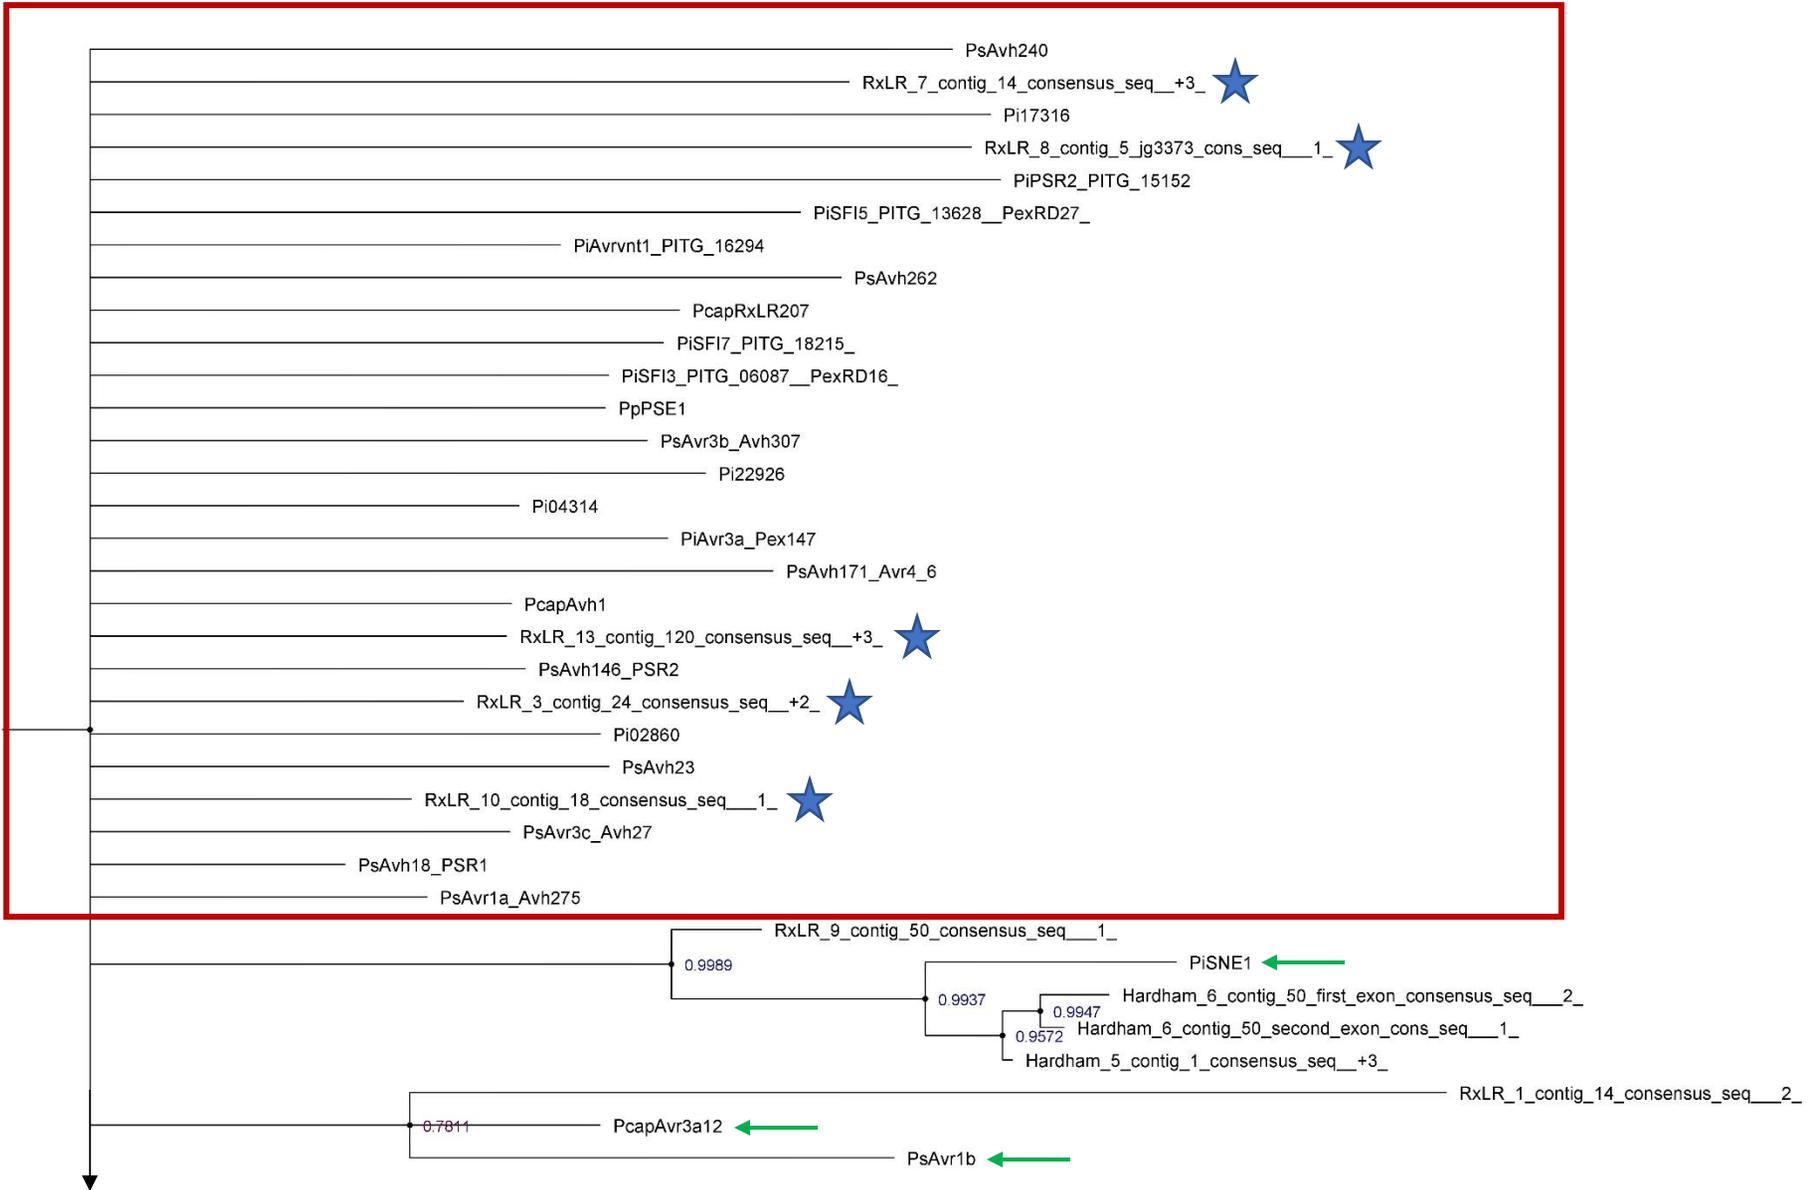 PsAvh240
RxLR_7_contig_14_consensus_seq__+3_
Pi17316
RxLR_8_contig_5_jg3373_cons_seq___1_
PiPSR2_PITG_15152
PiSFI5_PITG_13628__PexRD27_
PiAvrvnt1_PITG_16294
PsAvh262
PcapRxLR207
PiSFI7_PITG_18215_
PiSFI3_PITG_06087__PexRD16_
PpPSE1
PsAvr3b_Avh307
Pi22926
Pi04314
PiAvr3a_Pex147
PsAvh171_Avr4_6
PcapAvh1
RxLR_13_contig_120_consensus_seq__+3_
PsAvh146_PSR2
RxLR_3_contig_24_consensus_seq__+2_
Pi02860
PsAvh23
RxLR_10_contig_18_consensus_seq___1_
PsAvr3c_Avh27
PsAvh18_PSR1
PsAvr1a_Avh275
RxLR_9_contig_50_consensus_seq___1_
0.9989
PiSNE1
0.9937
Hardham_6_contig_50_first_exon_consensus_seq___2_
0.9947
Hardham_6_contig_50_second_exon_cons_seq___1_
0.9572
Hardham_5_contig_1_consensus_seq__+3_
RxLR_1_contig_14_consensus_seq___2_
0.7811
PcapAvr3a12
PsAvr1b